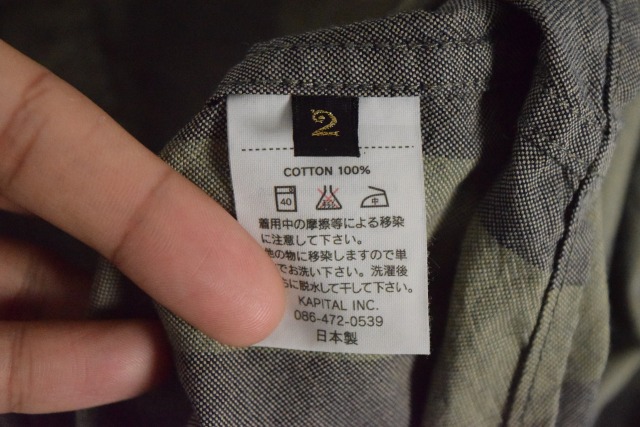 2
COTTON 100%
40 中
着用中の摩擦等による移染
に注意して下さい。
の物に移染しますので単
でお洗い下さい。洗濯後
に脱水して干して下さい。
KAPITAL INC.
086-472-0539
日本製